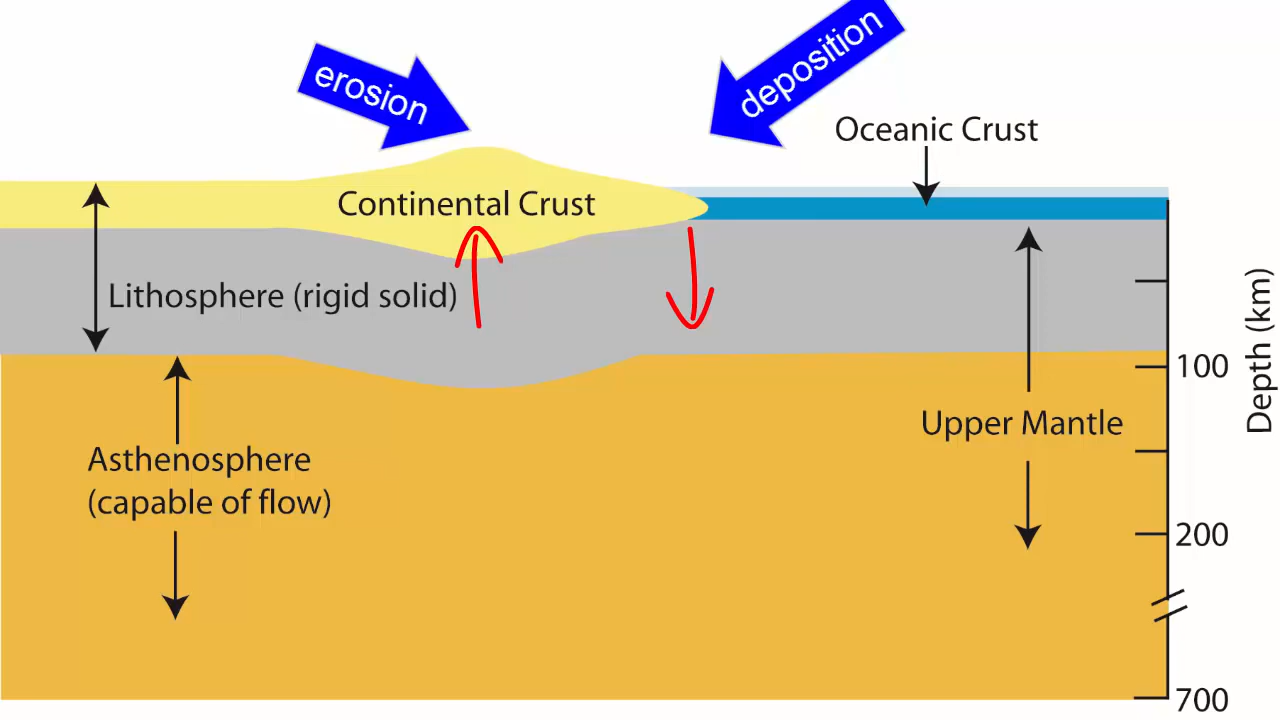 erosion
deposition
Oceanic Crust
Continental Crust
Lithosphere (rigid solid)
Depth (km)
100
Upper Mantle
Asthenosphere
(capable of flow)
200
700